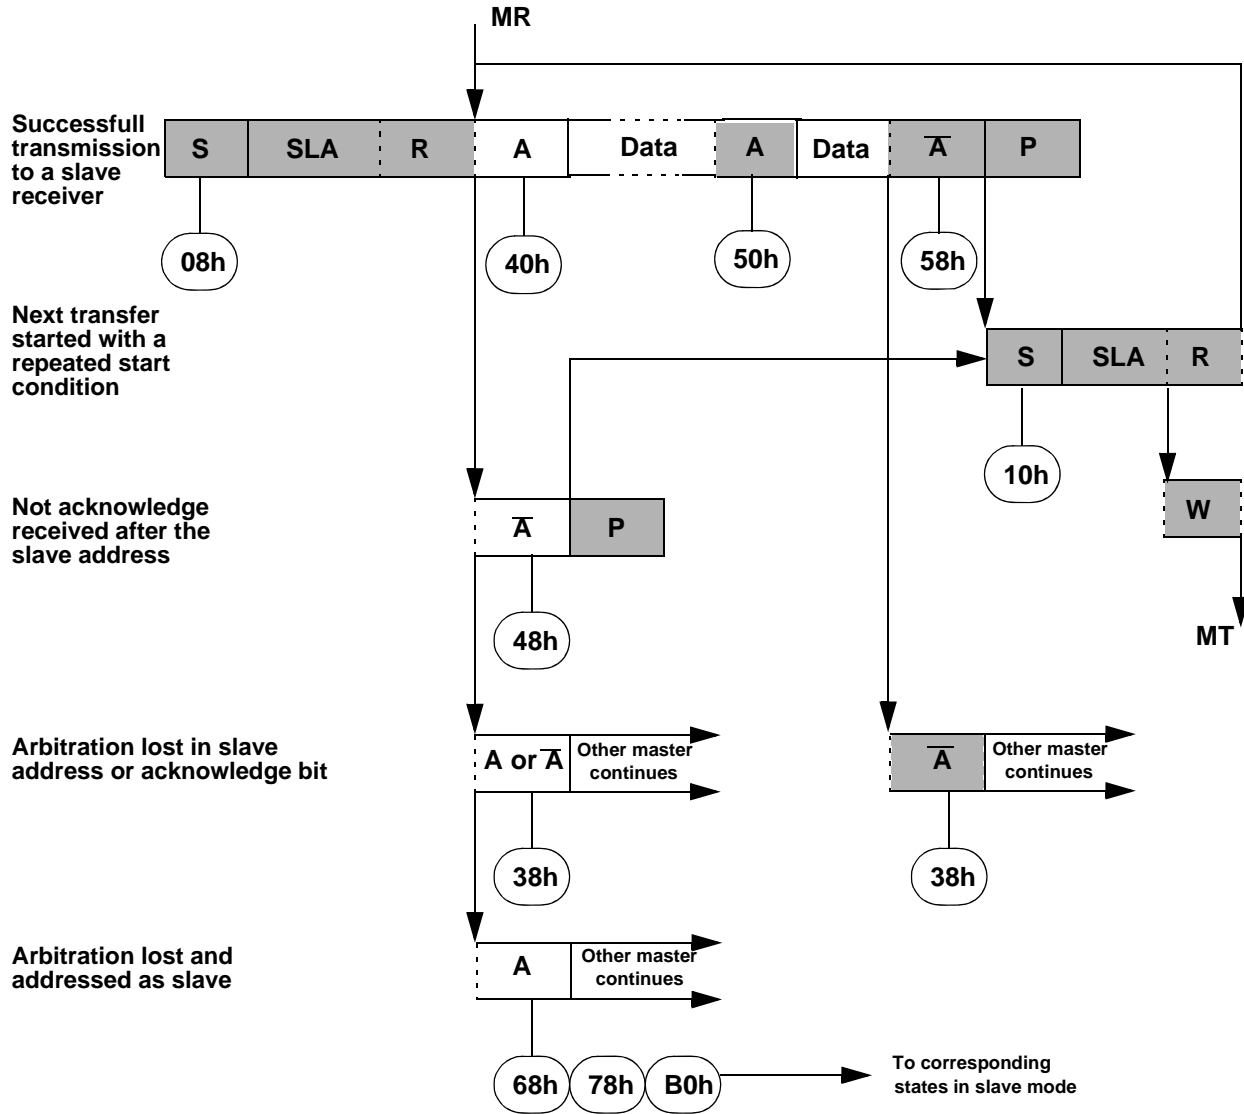 MR
Successfull
transmission
to a slave
receiver
S SLA R A Data A Data A̅ P
08h 40h 50h 58h
Next transfer
started with a
repeated start
condition
S SLA R
10h
Not acknowledge
received after the
slave address
A̅ P
W
48h
MT
Arbitration lost in slave
address or acknowledge bit
A or A̅
Other master
continues
A̅
Other master
continues
38h 38h
Arbitration lost and
addressed as slave
A
Other master
continues
68h 78h B0h
To corresponding
states in slave mode